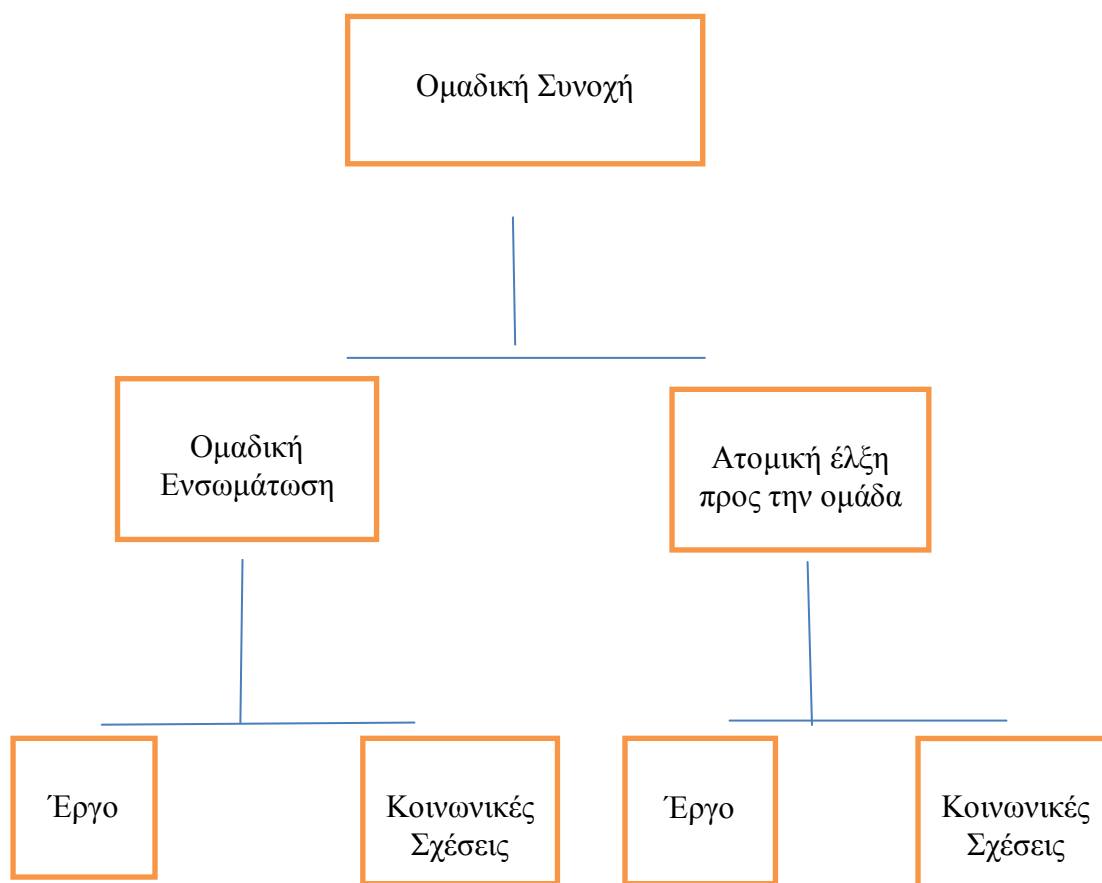 Ομαδική Συνοχή
Ομαδική
Ενσωμάτωση
Ατομική έλξη
προς την ομάδα
Έργο
Κοινωνικές
Σχέσεις
Έργο
Κοινωνικές
Σχέσεις